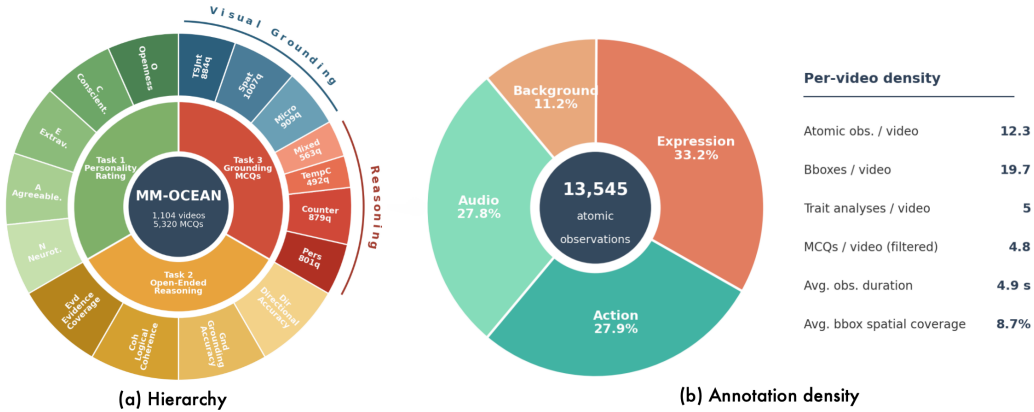 Visual Grounding
Reasoning
O
Openness
C
Conscient.
E
Extrav.
A
Agreeable.
N
Neurot.
TSJnt
884q
Spat
1007q
Micro
909q
Mixed
563q
TempC
492q
Counter
879q
Pers
801q
Dir
Directional
Accuracy
Gnd
Grounding
Accuracy
Coh
Logical
Coherence
Evd
Evidence
Coverage
Task 1
Personality
Rating
Task 3
Grounding
MCQs
Task 2
Open-Ended
Reasoning
MM-OCEAN
1,104 videos
5,320 MCQs
(a) Hierarchy
Background
11.2%
Expression
33.2%
Audio
27.8%
Action
27.9%
13,545
atomic
observations
Per-video density
Atomic obs. / video 12.3
Bboxes / video 19.7
Trait analyses / video 5
MCQs / video (filtered) 4.8
Avg. obs. duration 4.9 s
Avg. bbox spatial coverage 8.7%
(b) Annotation density